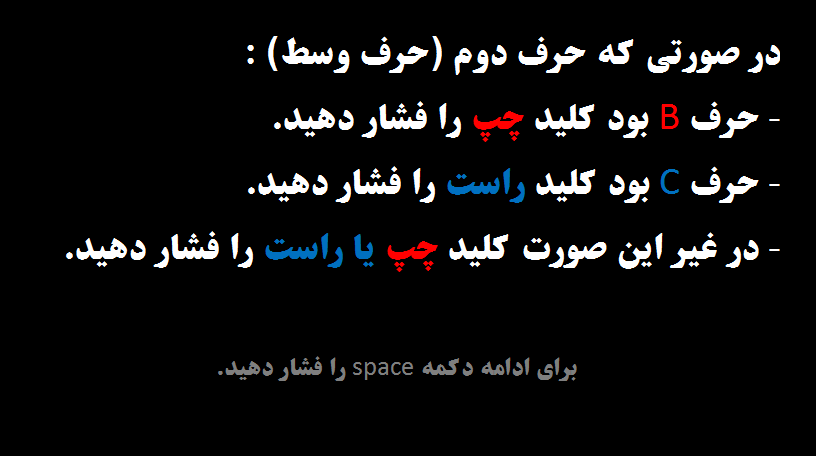 در صورتی که حرف دوم (حرف وسط) :
- حرف B بود کلید چپ را فشار دهید.
- حرف C بود کلید راست را فشار دهید.
- در غیر این صورت کلید چپ یا راست را فشار دهید.
برای ادامه دکمه space را فشار دهید.